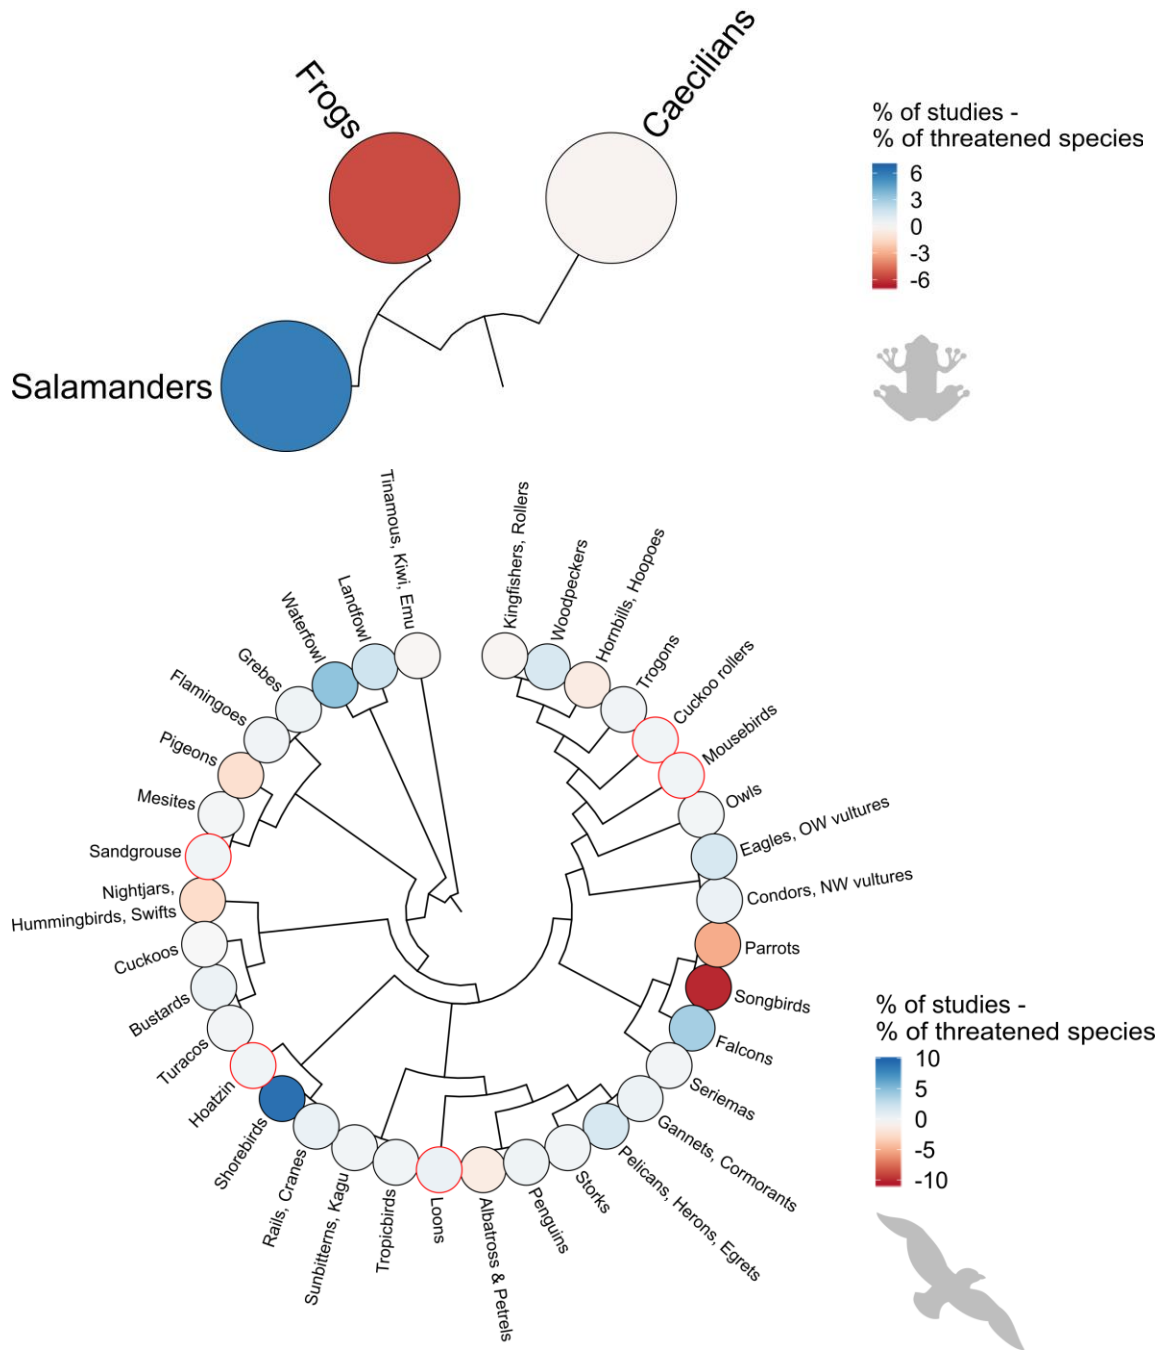 Frogs
Caecilians
Salamanders
% of studies -
% of threatened species
6
3
0
-3
-6
Tinamous, Kiwi, Emu
Landfowl
Waterfowl
Grebes
Flamingoes
Pigeons
Mesites
Sandgrouse
Nightjars,
Hummingbirds, Swifts
Cuckoos
Bustards
Turacos
Hoatzin
Shorebirds
Rails, Cranes
Sunbitterns, Kagu
Tropicbirds
Loons
Albatross & Petrels
Penguins
Storks
Pelicans, Herons, Egrets
Gannets, Cormorants
Seriemas
Falcons
Songbirds
Parrots
Condors, NW vultures
Eagles, OW vultures
Owls
Mousebirds
Cuckoo rollers
Trogons
Hornbills, Hoopoes
Woodpeckers
Kingfishers, Rollers
% of studies -
% of threatened species
10
5
0
-5
-10